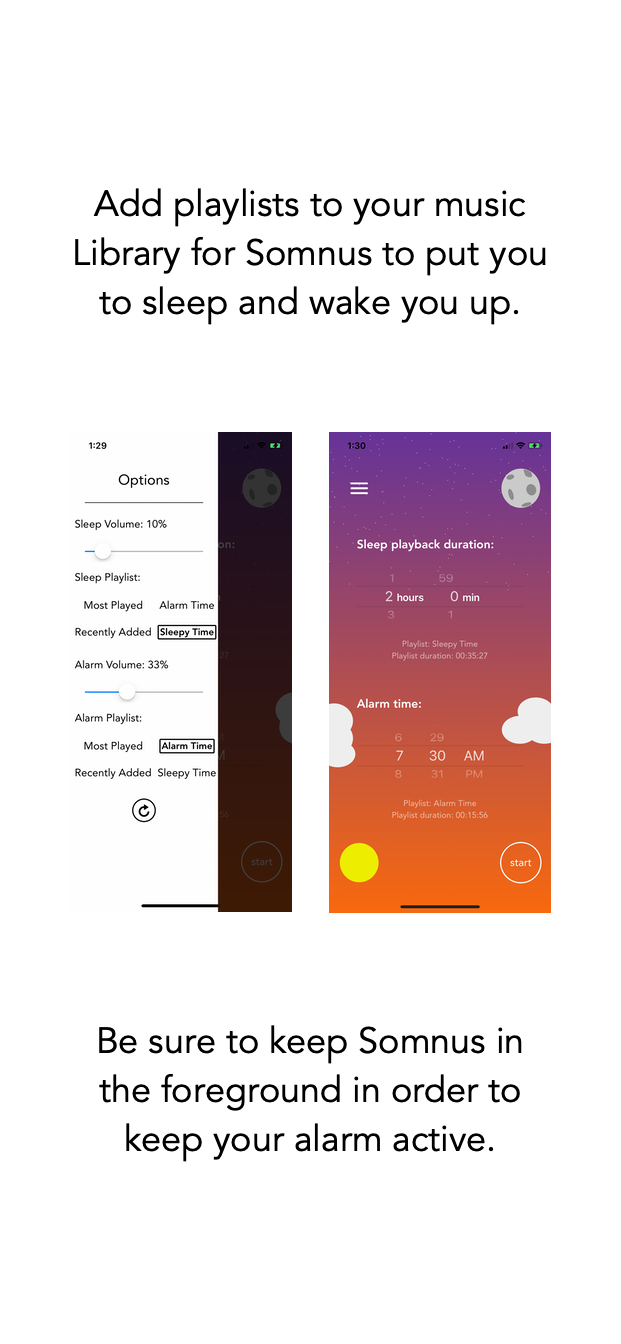 Add playlists to your music
Library for Somnus to put you
to sleep and wake you up.
1:29
Options
Sleep Volume: 10%
on:
Sleep Playlist:
Most Played Alarm Time
Recently Added Sleepy Time
Alarm Volume: 33%
Alarm Playlist:
Most Played Alarm Time
M
Recently Added Sleepy Time
start
1:30
Sleep playback duration:
1 59
2 hours 0 min
3 1
Playlist: Sleepy Time
Playlist duration: 00:35:27
Alarm time:
6 29
7 30 AM
8 31 PM
Playlist: Alarm Time
Playlist duration: 00:15:56
start
Be sure to keep Somnus in
the foreground in order to
keep your alarm active.